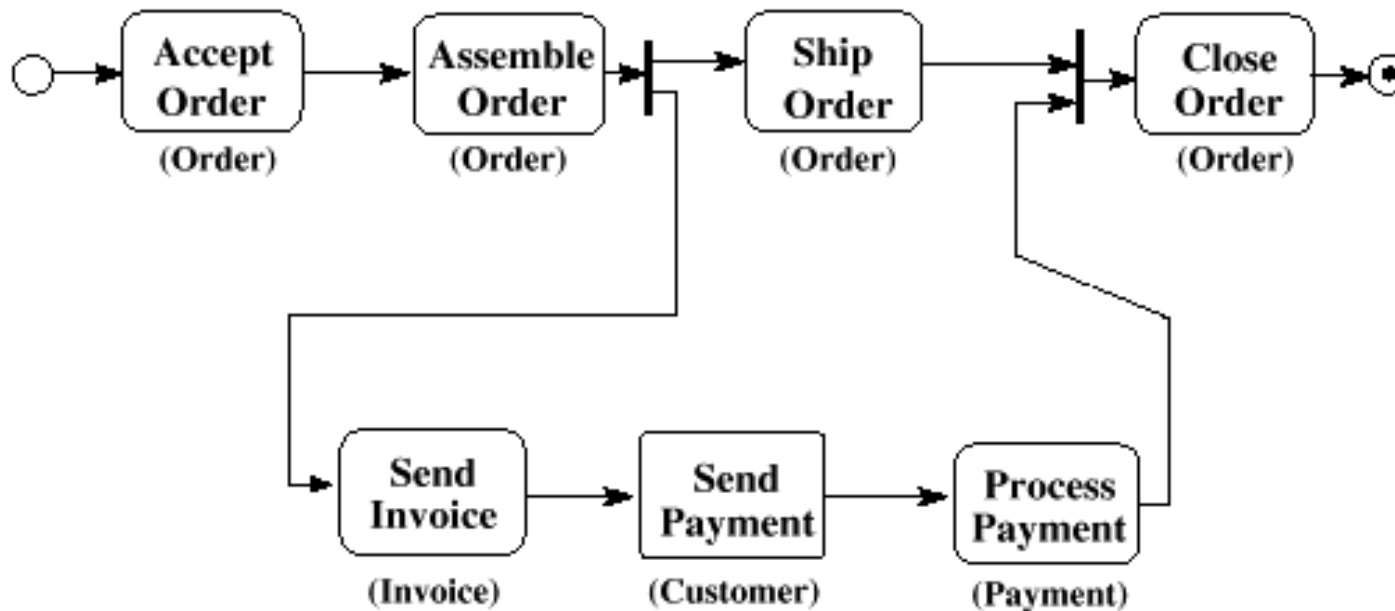 Accept
Order
(Order)
Assemble
Order
(Order)
Ship
Order
(Order)
Close
Order
(Order)
Send
Invoice
(Invoice)
Send
Payment
(Customer)
Process
Payment
(Payment)